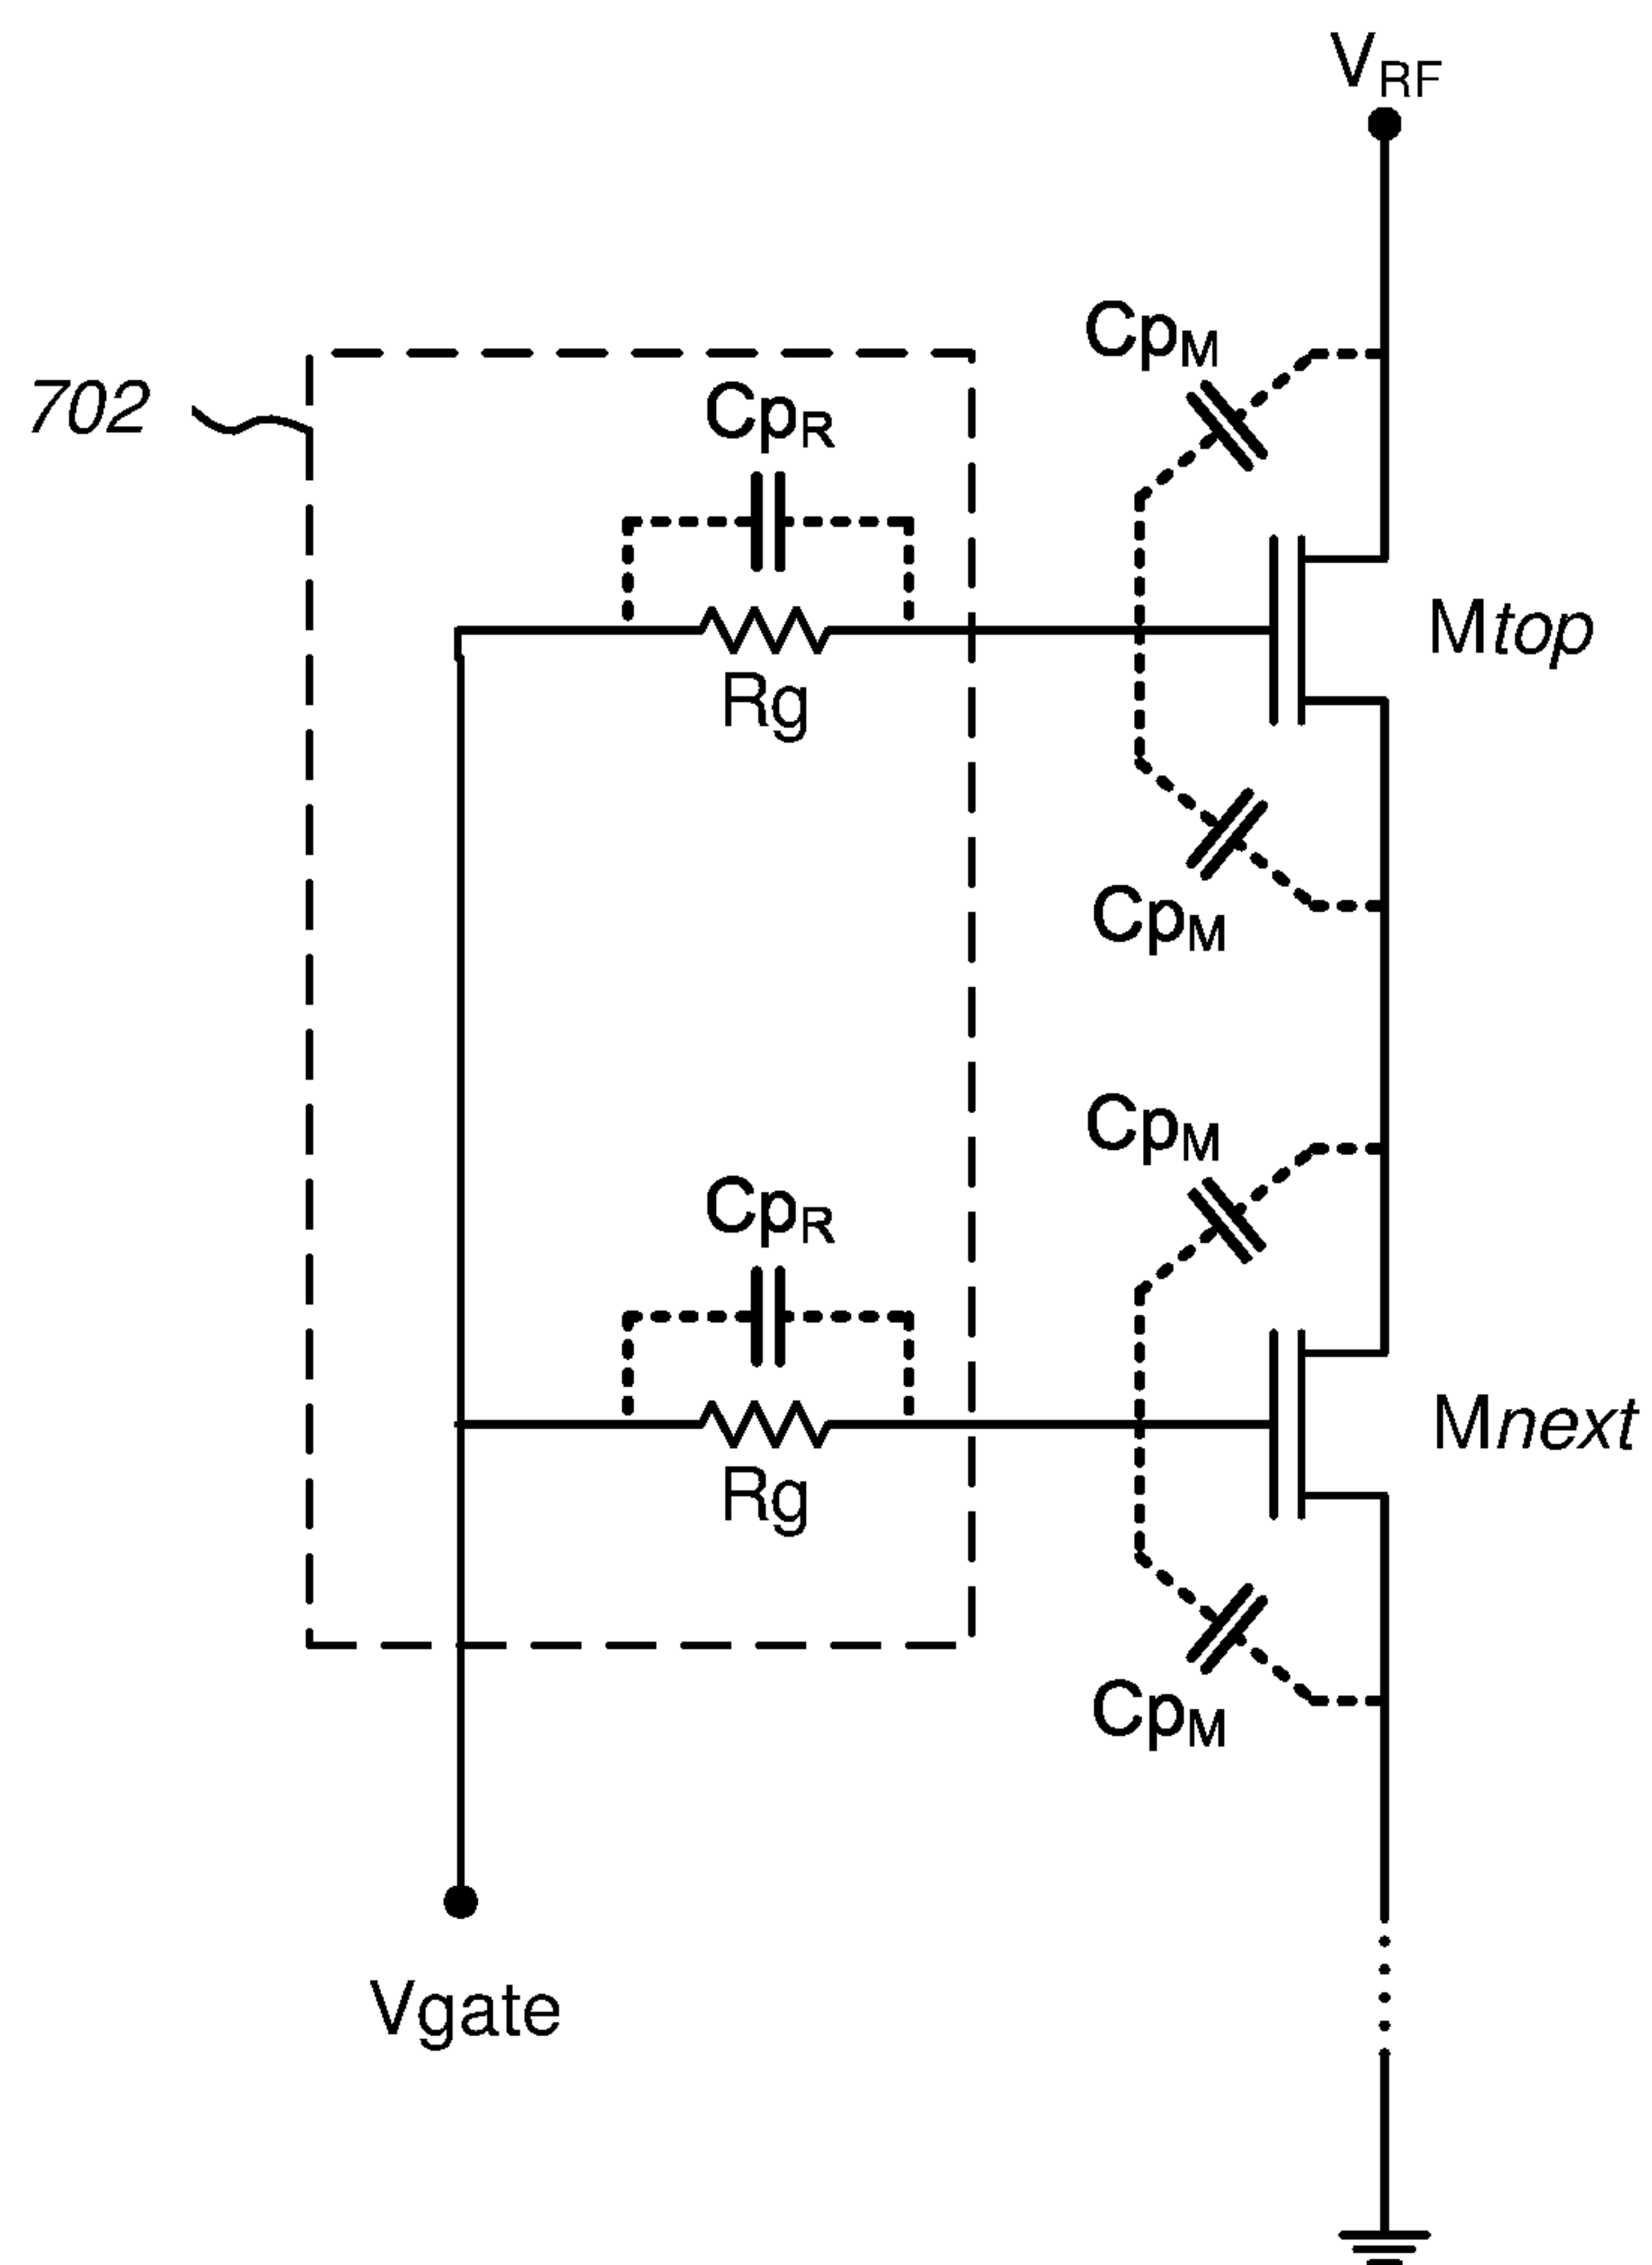 V_RF
Cp_M
702
Cp_R
Mtop
Rg
Cp_M
Cp_M
Cp_R
Mnext
Rg
Cp_M
Vgate